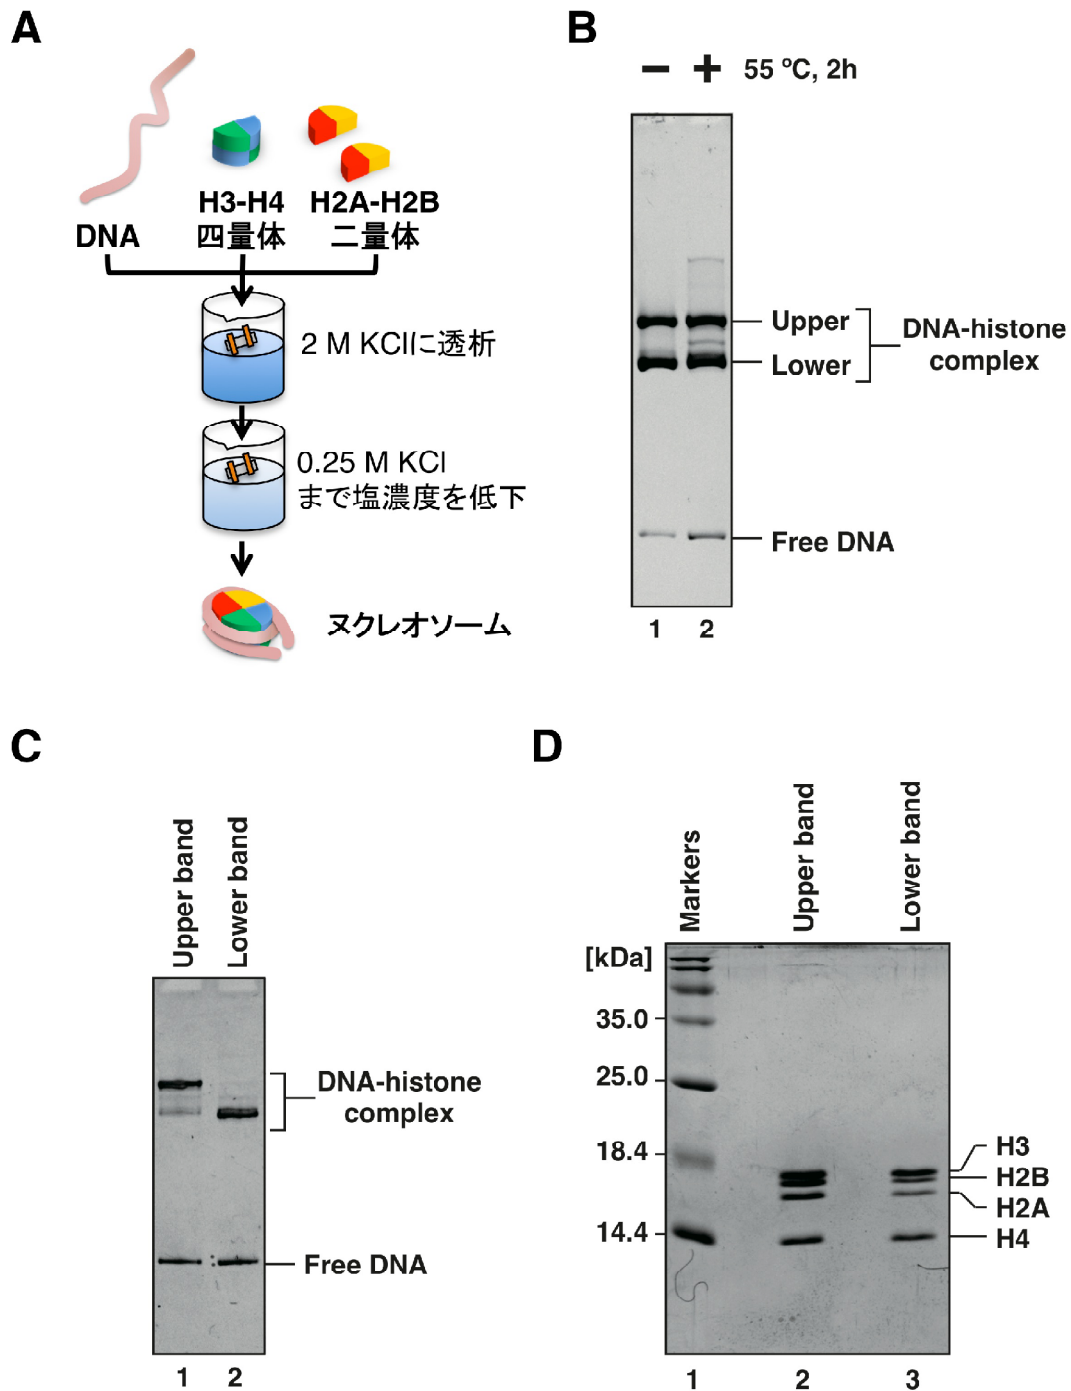 A
DNA
H3-H4
四量体
H2A-H2B
二量体
2 M KClに透析
0.25 M KCl
まで塩濃度を低下
ヌクレオソーム
B
− + 55 ºC, 2h
Upper
Lower
DNA-histone
complex
Free DNA
1 2
C
Upper band
Lower band
DNA-histone
complex
Free DNA
1 2
D
Markers
Upper band
Lower band
[kDa]
35.0
25.0
18.4
14.4
H3
H2B
H2A
H4
1 2 3